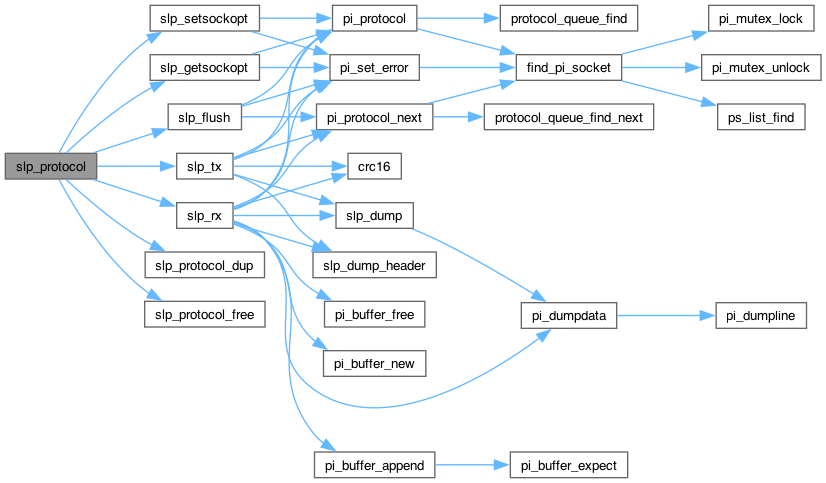 slp_protocol
slp_setsockopt
slp_getsockopt
slp_flush
slp_tx
slp_rx
slp_protocol_dup
slp_protocol_free
pi_protocol
pi_set_error
pi_protocol_next
crc16
slp_dump
slp_dump_header
pi_buffer_free
pi_buffer_new
pi_buffer_append
protocol_queue_find
find_pi_socket
protocol_queue_find_next
pi_dumpdata
pi_buffer_expect
pi_mutex_lock
pi_mutex_unlock
ps_list_find
pi_dumpline